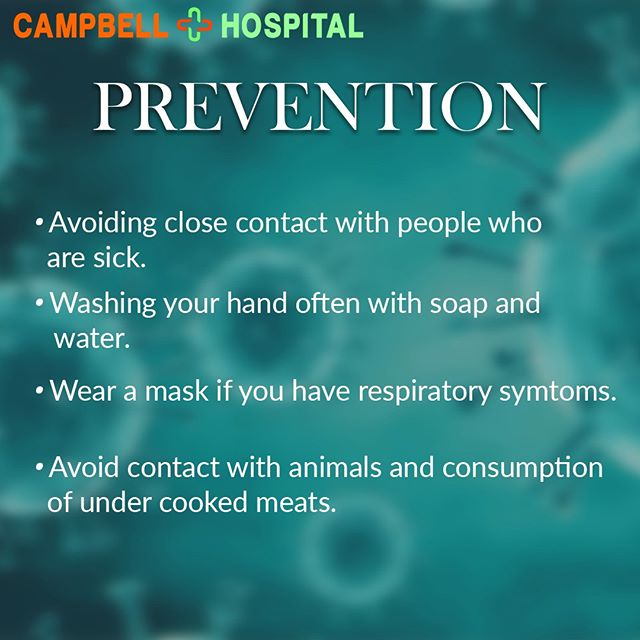 CAMPBELL HOSPITAL
PREVENTION
• Avoiding close contact with people who
are sick.
• Washing your hand often with soap and
water.
• Wear a mask if you have respiratory symtoms.
• Avoid contact with animals and consumption
of under cooked meats.